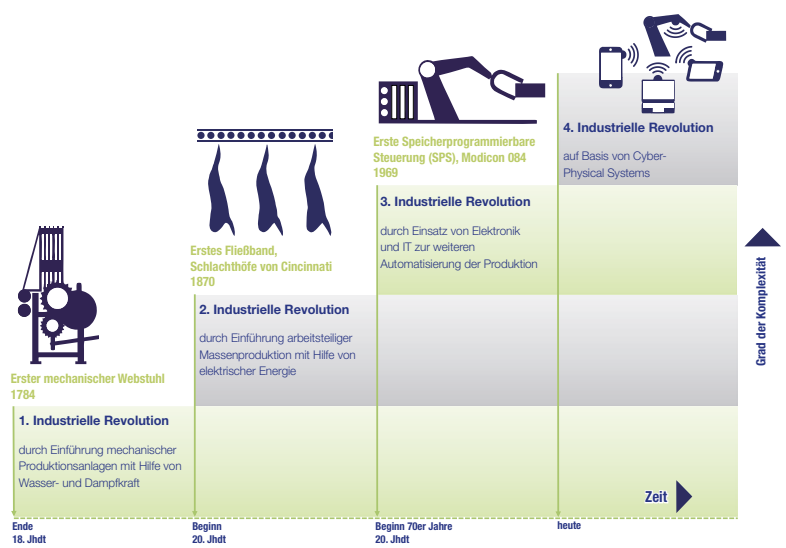 4. Industrielle Revolution
auf Basis von Cyber-
Physical Systems
Erste Speicherprogrammierbare
Steuerung (SPS), Modicon 084
1969
3. Industrielle Revolution
durch Einsatz von Elektronik
und IT zur weiteren
Automatisierung der Produktion
Erstes Fließband,
Schlachthöfe von Cincinnati
1870
2. Industrielle Revolution
durch Einführung arbeitsteiliger
Massenproduktion mit Hilfe von
elektrischer Energie
Erster mechanischer Webstuhl
1784
1. Industrielle Revolution
durch Einführung mechanischer
Produktionsanlagen mit Hilfe von
Wasser- und Dampfkraft
Grad der Komplexität
Zeit
Ende
18. Jhdt
Beginn
20. Jhdt
Beginn 70er Jahre
20. Jhdt
heute